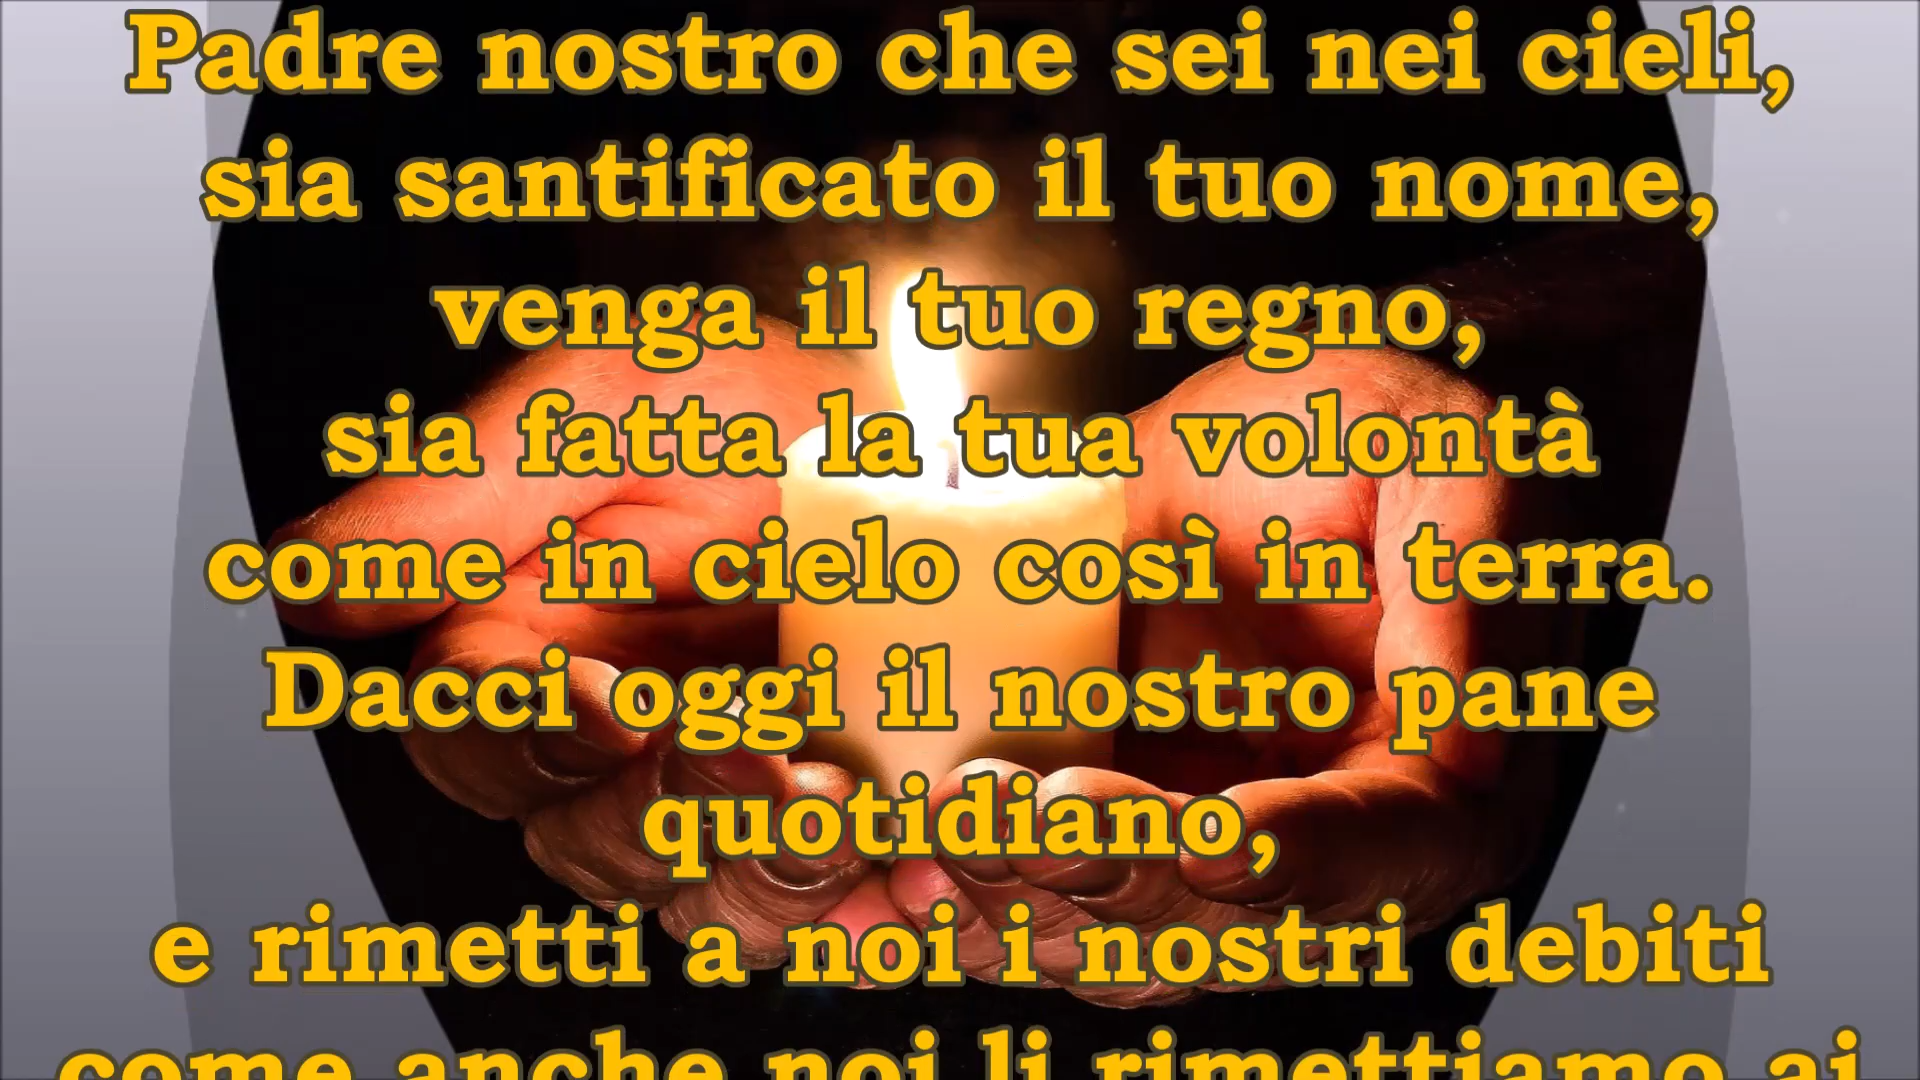 Padre nostro che sei nei cieli,
sia santificato il tuo nome,
venga il tuo regno,
sia fatta la tua volontà
come in cielo così in terra.
Dacci oggi il nostro pane
quotidiano,
e rimetti a noi i nostri debiti
come anche noi li rimettiamo ai